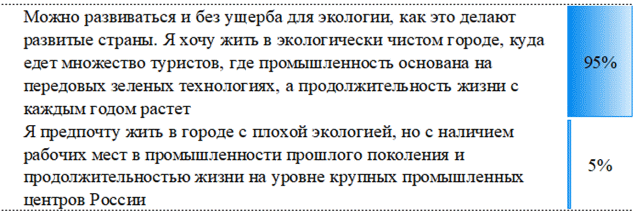 Можно развиваться и без ущерба для экологии, как это делают
развитые страны. Я хочу жить в экологически чистом городе, куда
едет множество туристов, где промышленность основана на
передовых зеленых технологиях, а продолжительность жизни с
каждым годом растет
95%
Я предпочту жить в городе с плохой экологией, но с наличием
рабочих мест в промышленности прошлого поколения и
продолжительностью жизни на уровне крупных промышленных
центров России
5%